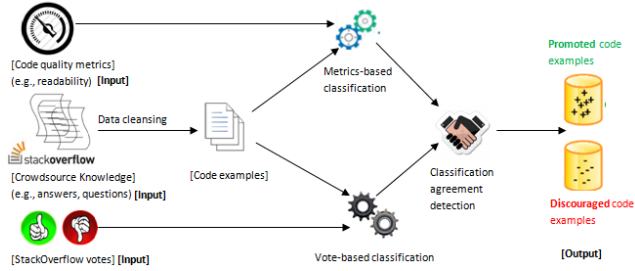 [Code quality metrics]
(e.g., readability) [Input]
Data cleansing
stackoverflow
[Crowdsource Knowledge]
(e.g., answers, questions) [Input]
[StackOverflow votes] [Input]
[Code examples]
Metrics-based
classification
Vote-based classification
Classification
agreement
detection
Promoted code
examples
Discouraged code
examples
[Output]